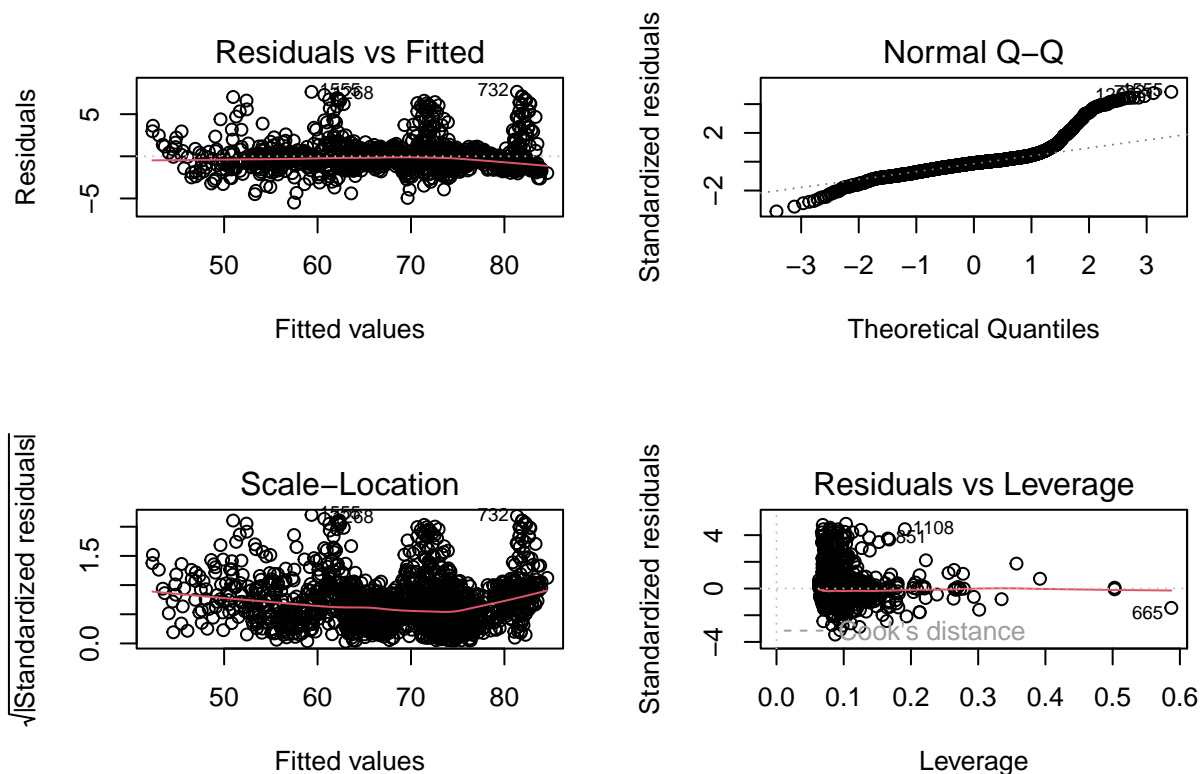 Residuals vs Fitted
Residuals
5
−5
50 60 70 80
Fitted values
732
Normal Q−Q
Standardized residuals
2
−2
−3 −2 −1 0 1 2 3
Theoretical Quantiles
Scale−Location
√|Standardized residuals|
1.5
0.0
50 60 70 80
Fitted values
732
Residuals vs Leverage
Standardized residuals
4
0
−4
0.0 0.1 0.2 0.3 0.4 0.5 0.6
Leverage
1108
851
665
Cook's distance